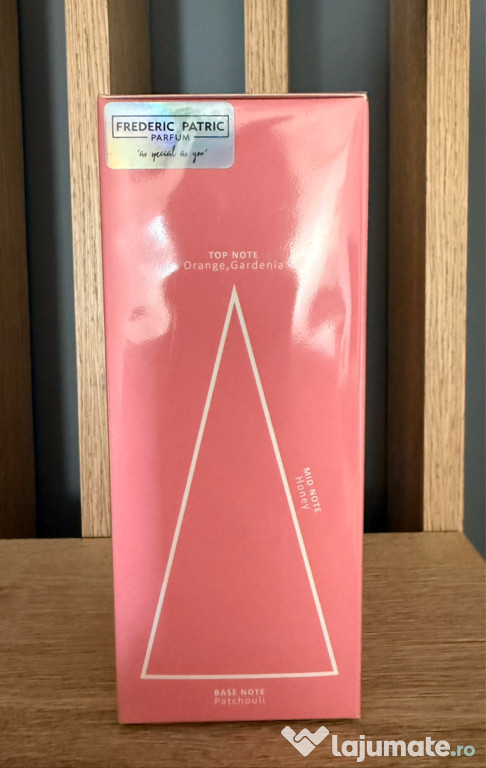 FREDERIC PATRIC
PARFUM
'as special as you'
TOP NOTE
Orange,Gardenia
MID NOTE
Honey
BASE NOTE
Patchouli
lajumate.ro